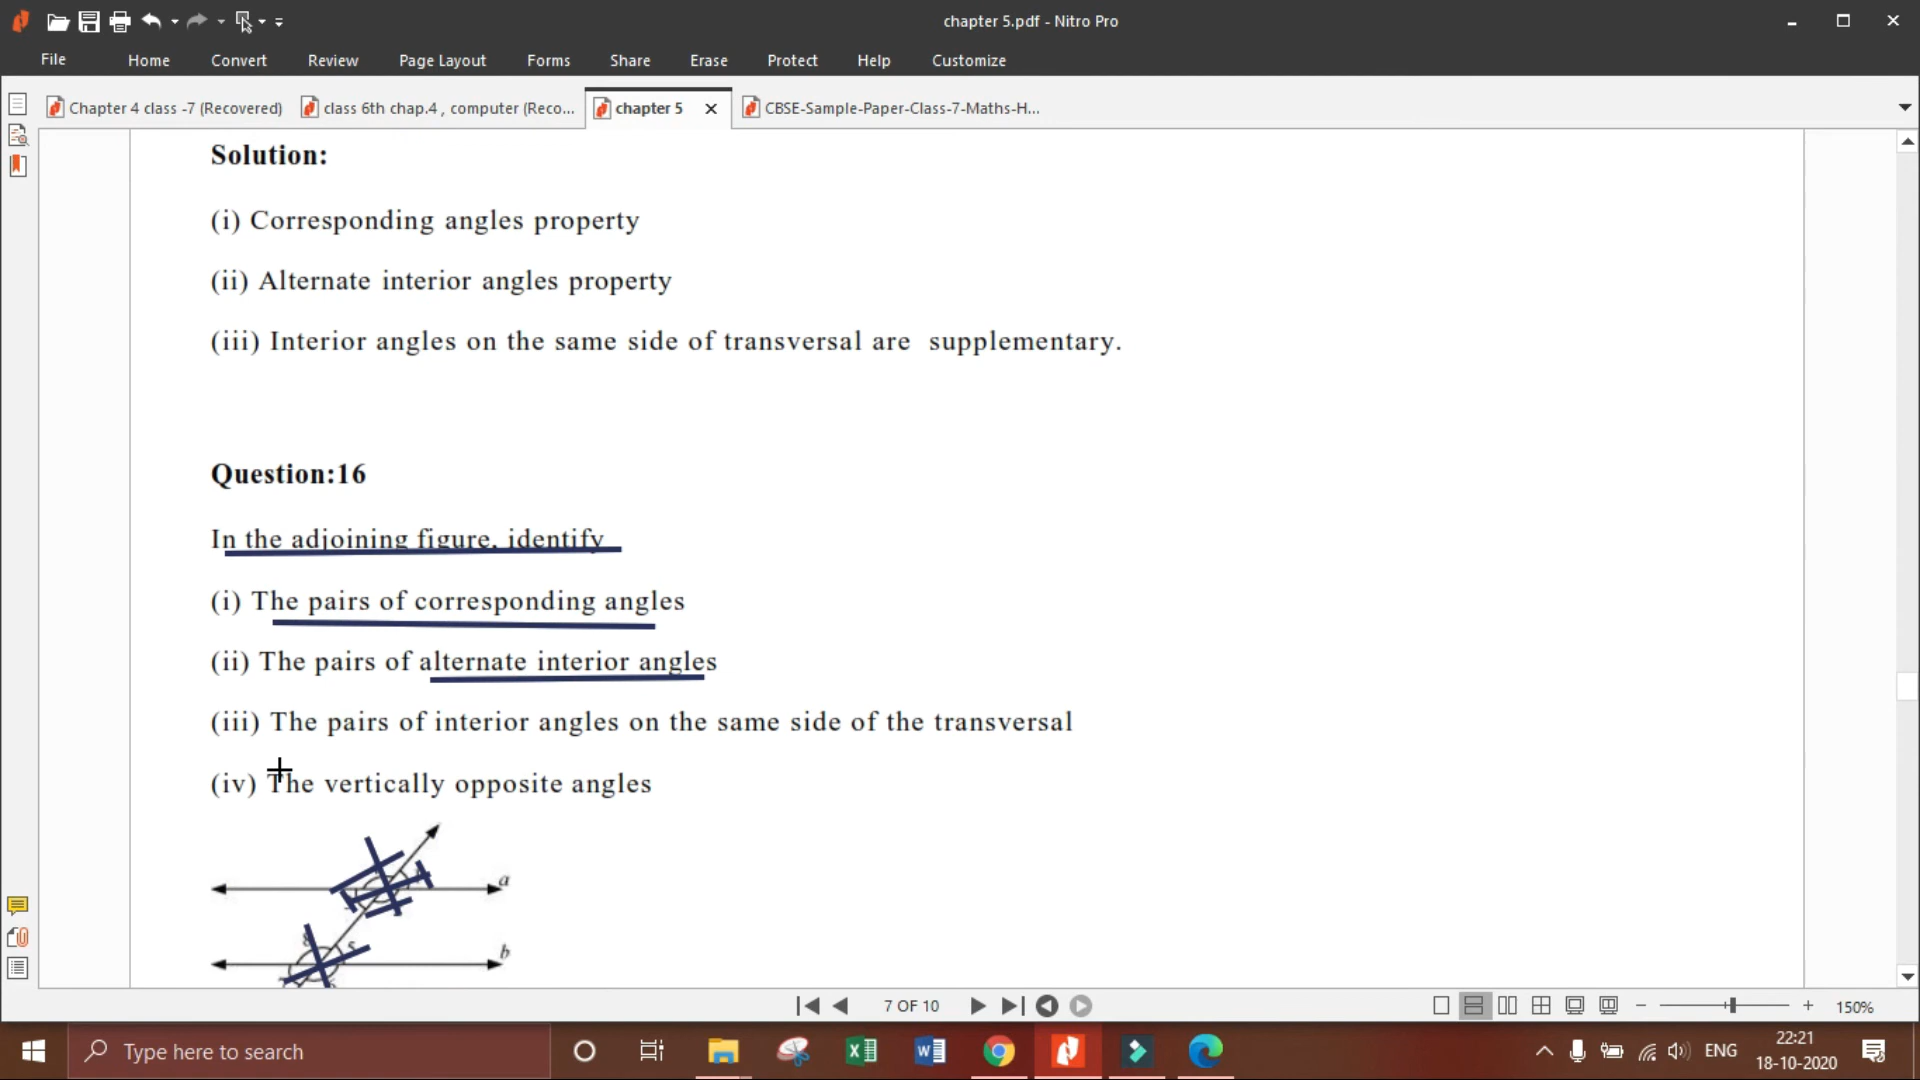 chapter 5.pdf - Nitro Pro
File Home Convert Review Page Layout Forms Share Erase Protect Help Customize
Chapter 4 class -7 (Recovered) class 6th chap.4 , computer (Reco... chapter 5 CBSE-Sample-Paper-Class-7-Maths-H...
Solution:
(i) Corresponding angles property
(ii) Alternate interior angles property
(iii) Interior angles on the same side of transversal are supplementary.
Question:16
In the adjoining figure, identify
(i) The pairs of corresponding angles
(ii) The pairs of alternate interior angles
(iii) The pairs of interior angles on the same side of the transversal
(iv) The vertically opposite angles
a
8 5 b
7 OF 10
150%
Type here to search
ENG
22:21
18-10-2020